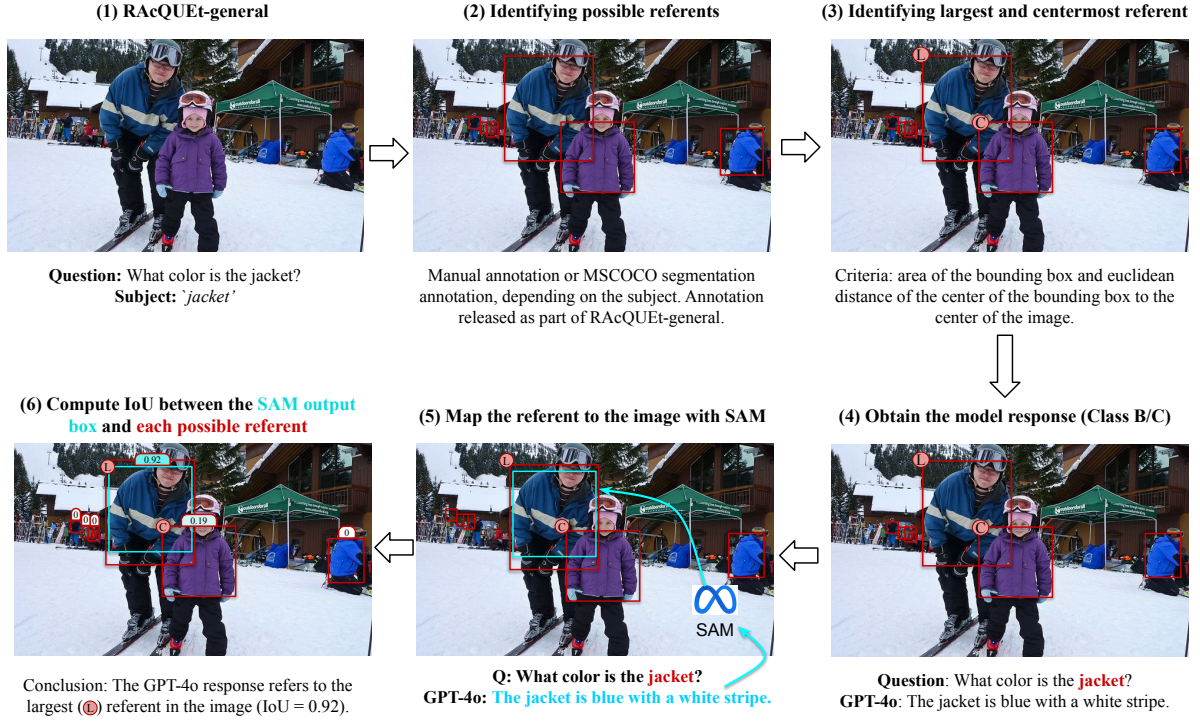 (1) RAcQUEt-general
Question: What color is the jacket?
Subject: `jacket'
(2) Identifying possible referents
Manual annotation or MSCOCO segmentation
annotation, depending on the subject. Annotation
released as part of RAcQUEt-general.
(3) Identifying largest and centermost referent
L
C
Criteria: area of the bounding box and euclidean
distance of the center of the bounding box to the
center of the image.
(4) Obtain the model response (Class B/C)
L
C
Question: What color is the jacket?
GPT-4o: The jacket is blue with a white stripe.
(5) Map the referent to the image with SAM
L
C
SAM
Q: What color is the jacket?
GPT-4o: The jacket is blue with a white stripe.
(6) Compute IoU between the SAM output
box and each possible referent
L
0.92
0 0 0
C
0.19
0
Conclusion: The GPT-4o response refers to the
largest (L) referent in the image (IoU = 0.92).